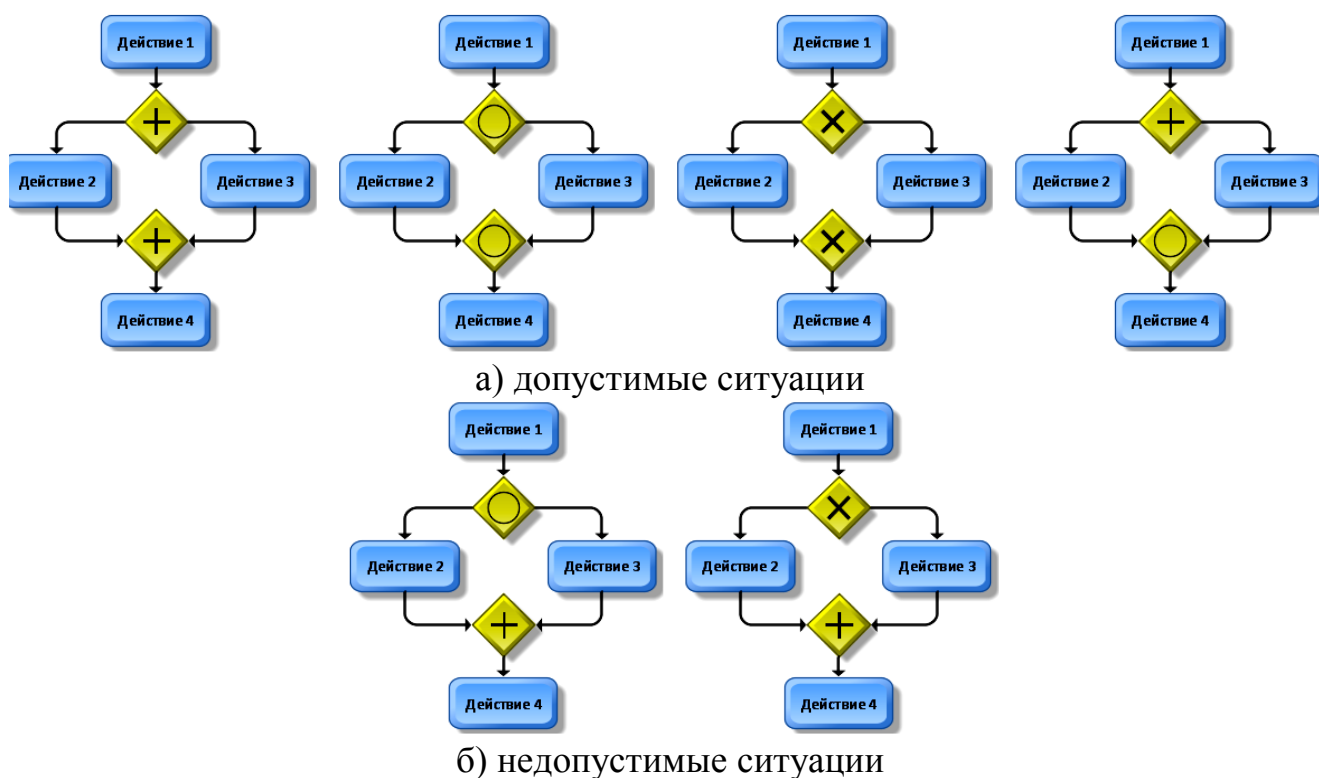 Действие 1 Действие 1 Действие 1 Действие 1
Действие 2 Действие 3 Действие 2 Действие 3 Действие 2 Действие 3 Действие 2 Действие 3
Действие 4 Действие 4 Действие 4 Действие 4
а) допустимые ситуации
Действие 1 Действие 1
Действие 2 Действие 3 Действие 2 Действие 3
Действие 4 Действие 4
б) недопустимые ситуации